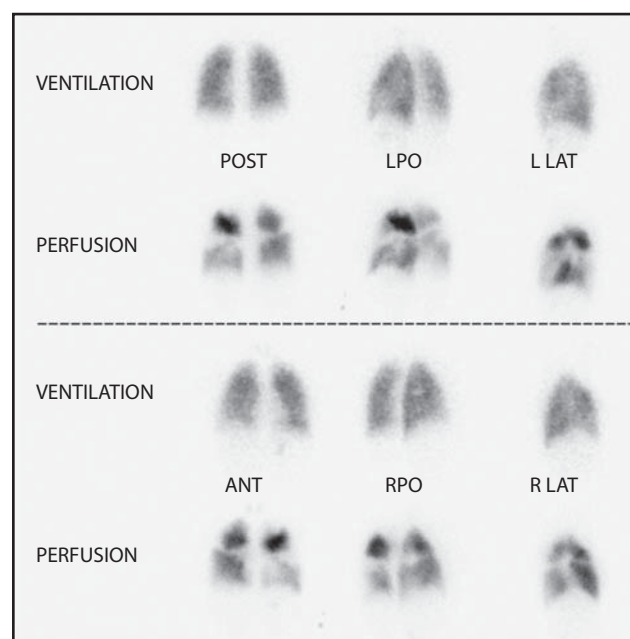 VENTILATION
POST LPO L LAT
PERFUSION
VENTILATION
ANT RPO R LAT
PERFUSION